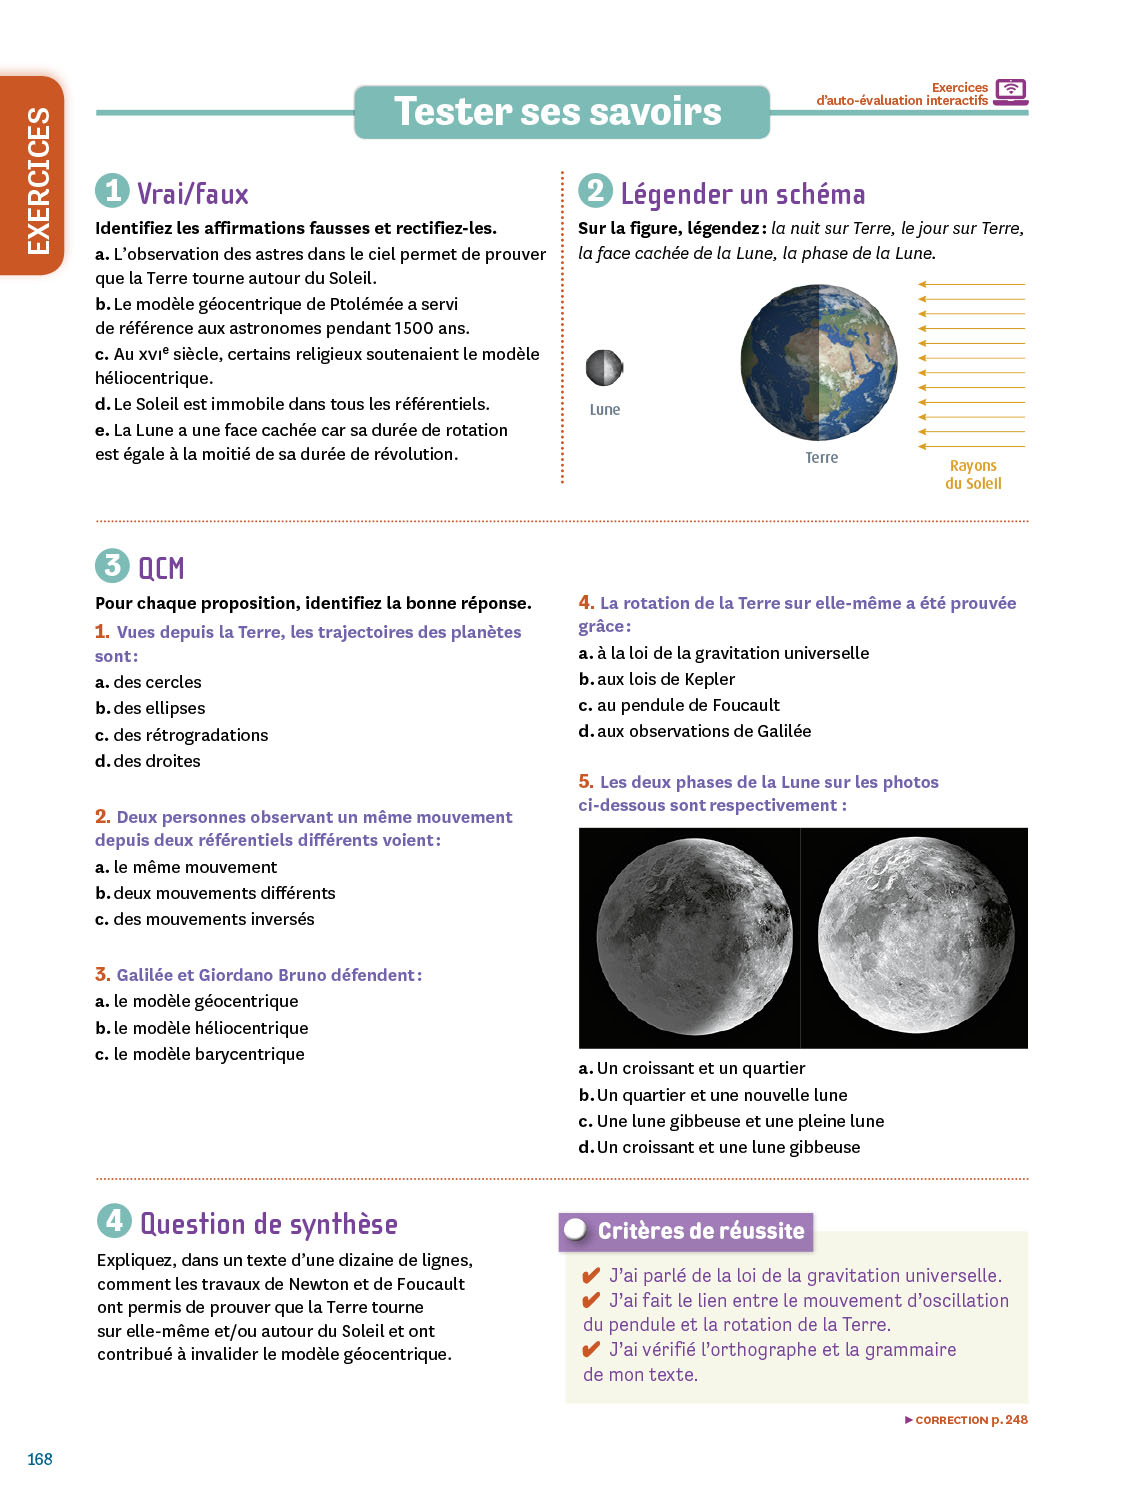 EXERCICES
Exercices
d'auto-évaluation interactifs
Tester ses savoirs
1 Vrai/faux
Identifiez les affirmations fausses et rectifiez-les.
a. L'observation des astres dans le ciel permet de prouver
que la Terre tourne autour du Soleil.
b. Le modèle géocentrique de Ptolémée a servi
de référence aux astronomes pendant 1500 ans.
c. Au XVIe siècle, certains religieux soutenaient le modèle
héliocentrique.
d. Le Soleil est immobile dans tous les référentiels.
e. La Lune a une face cachée car sa durée de rotation
est égale à la moitié de sa durée de révolution.
2 Légender un schéma
Sur la figure, légendez : la nuit sur Terre, le jour sur Terre,
la face cachée de la Lune, la phase de la Lune.
Lune
Terre
Rayons
du Soleil
3 QCM
Pour chaque proposition, identifiez la bonne réponse.
1. Vues depuis la Terre, les trajectoires des planètes
sont :
a. des cercles
b. des ellipses
c. des rétrogradations
d. des droites
2. Deux personnes observant un même mouvement
depuis deux référentiels différents voient :
a. le même mouvement
b. deux mouvements différents
c. des mouvements inversés
3. Galilée et Giordano Bruno défendent :
a. le modèle géocentrique
b. le modèle héliocentrique
c. le modèle barycentrique
4. La rotation de la Terre sur elle-même a été prouvée
grâce :
a. à la loi de la gravitation universelle
b. aux lois de Kepler
c. au pendule de Foucault
d. aux observations de Galilée
5. Les deux phases de la Lune sur les photos
ci-dessous sont respectivement :
a. Un croissant et un quartier
b. Un quartier et une nouvelle lune
c. Une lune gibbeuse et une pleine lune
d. Un croissant et une lune gibbeuse
4 Question de synthèse
Expliquez, dans un texte d'une dizaine de lignes,
comment les travaux de Newton et de Foucault
ont permis de prouver que la Terre tourne
sur elle-même et/ou autour du Soleil et ont
contribué à invalider le modèle géocentrique.
Critères de réussite
✔ J'ai parlé de la loi de la gravitation universelle.
✔ J'ai fait le lien entre le mouvement d'oscillation
du pendule et la rotation de la Terre.
✔ J'ai vérifié l'orthographe et la grammaire
de mon texte.
▶ CORRECTION p. 248
168